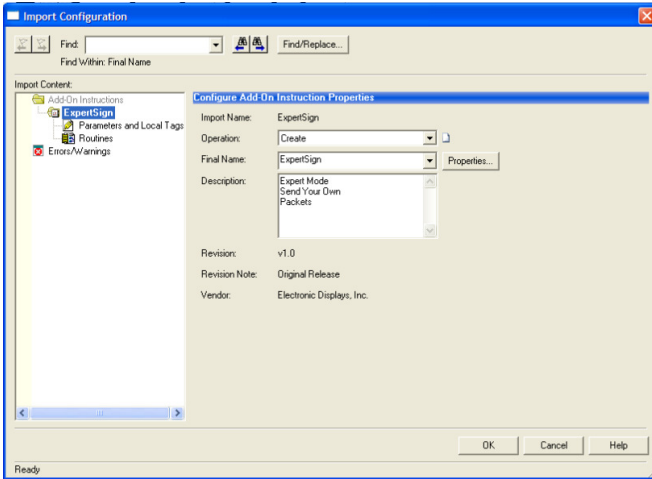 Import Configuration
Find:
Find/Replace...
Find Within: Final Name
Import Content:
Add-On Instructions
ExpertSign
Parameters and Local Tags
Routines
Errors/Warnings
Configure Add-On Instruction Properties
Import Name: ExpertSign
Operation: Create
Final Name: ExpertSign Properties...
Description: Expert Mode
Send Your Own
Packets
Revision: v1.0
Revision Note: Original Release
Vendor: Electronic Displays, Inc.
OK Cancel Help
Ready